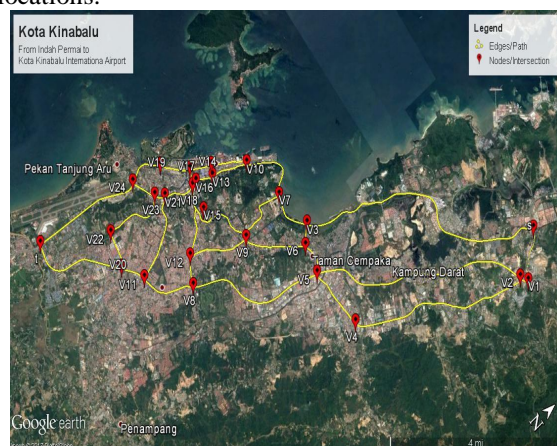 locations.
Kota Kinabalu
From Indah Permai to
Kota Kinabalu Internationa Airport
Legend
Edges/Path
Nodes/Intersection
Pekan Tanjung Aru
V19
V17
V14
V10
V24
V16
V13
V18
V23
V21
V15
V7
V3
s
V22
V9
V6
t
V12
Taman Cempaka
V20
V11
V5
Kampung Darat
V2
V1
V8
V4
Google earth
Penampang
N
4 mi